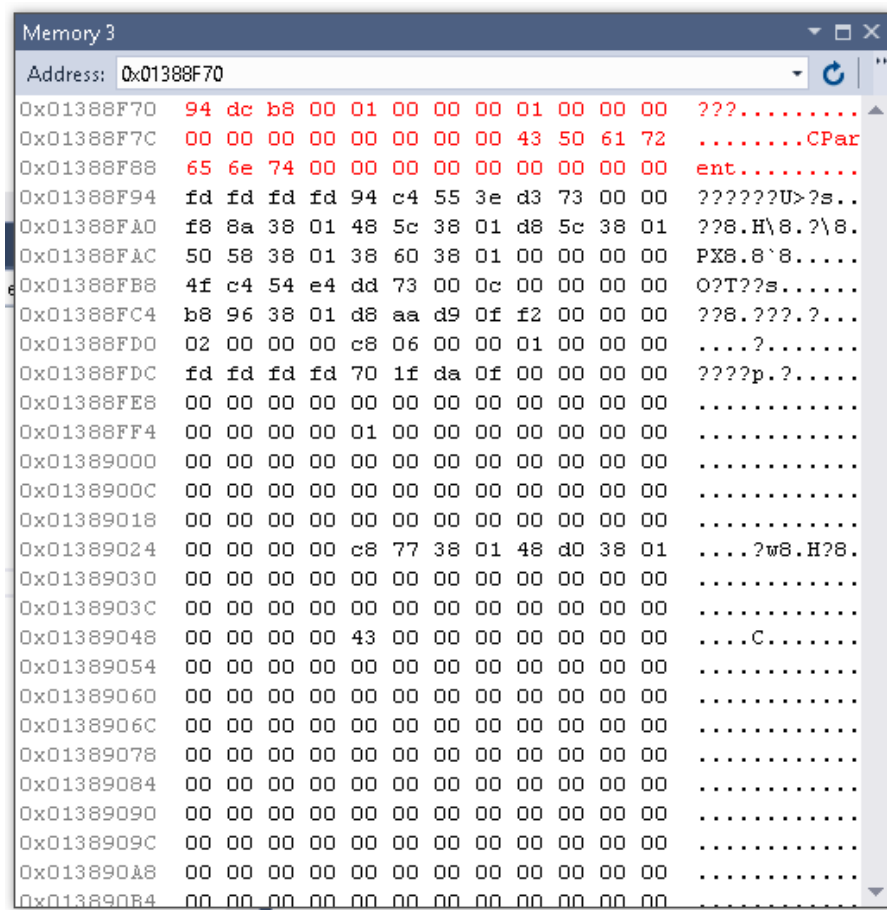 Memory 3
Address: 0x01388F70
0x01388F70 94 dc b8 00 01 00 00 00 01 00 00 00 ???.........
0x01388F7C 00 00 00 00 00 00 00 00 43 50 61 72 ........CPar
0x01388F88 65 6e 74 00 00 00 00 00 00 00 00 00 ent.........
0x01388F94 fd fd fd fd 94 c4 55 3e d3 73 00 00 ??????U>?s..
0x01388FA0 f8 8a 38 01 48 5c 38 01 d8 5c 38 01 ??8.H\8.?\8.
0x01388FAC 50 58 38 01 38 60 38 01 00 00 00 00 PX8.8`8.....
0x01388FB8 4f c4 54 e4 dd 73 00 0c 00 00 00 00 O?T??s......
0x01388FC4 b8 96 38 01 d8 aa d9 0f f2 00 00 00 ??8.???.?...
0x01388FD0 02 00 00 00 c8 06 00 00 01 00 00 00 ....?.......
0x01388FDC fd fd fd fd 70 1f da 0f 00 00 00 00 ????p.?.....
0x01388FE8 00 00 00 00 00 00 00 00 00 00 00 00 ............
0x01388FF4 00 00 00 00 01 00 00 00 00 00 00 00 ............
0x01389000 00 00 00 00 00 00 00 00 00 00 00 00 ............
0x0138900C 00 00 00 00 00 00 00 00 00 00 00 00 ............
0x01389018 00 00 00 00 00 00 00 00 00 00 00 00 ............
0x01389024 00 00 00 00 c8 77 38 01 48 d0 38 01 ....?w8.H?8.
0x01389030 00 00 00 00 00 00 00 00 00 00 00 00 ............
0x0138903C 00 00 00 00 00 00 00 00 00 00 00 00 ............
0x01389048 00 00 00 00 43 00 00 00 00 00 00 00 ....C.......
0x01389054 00 00 00 00 00 00 00 00 00 00 00 00 ............
0x01389060 00 00 00 00 00 00 00 00 00 00 00 00 ............
0x0138906C 00 00 00 00 00 00 00 00 00 00 00 00 ............
0x01389078 00 00 00 00 00 00 00 00 00 00 00 00 ............
0x01389084 00 00 00 00 00 00 00 00 00 00 00 00 ............
0x01389090 00 00 00 00 00 00 00 00 00 00 00 00 ............
0x0138909C 00 00 00 00 00 00 00 00 00 00 00 00 ............
0x013890A8 00 00 00 00 00 00 00 00 00 00 00 00 ............
0x013890B4 00 00 00 00 00 00 00 00 00 00 00 00 ............